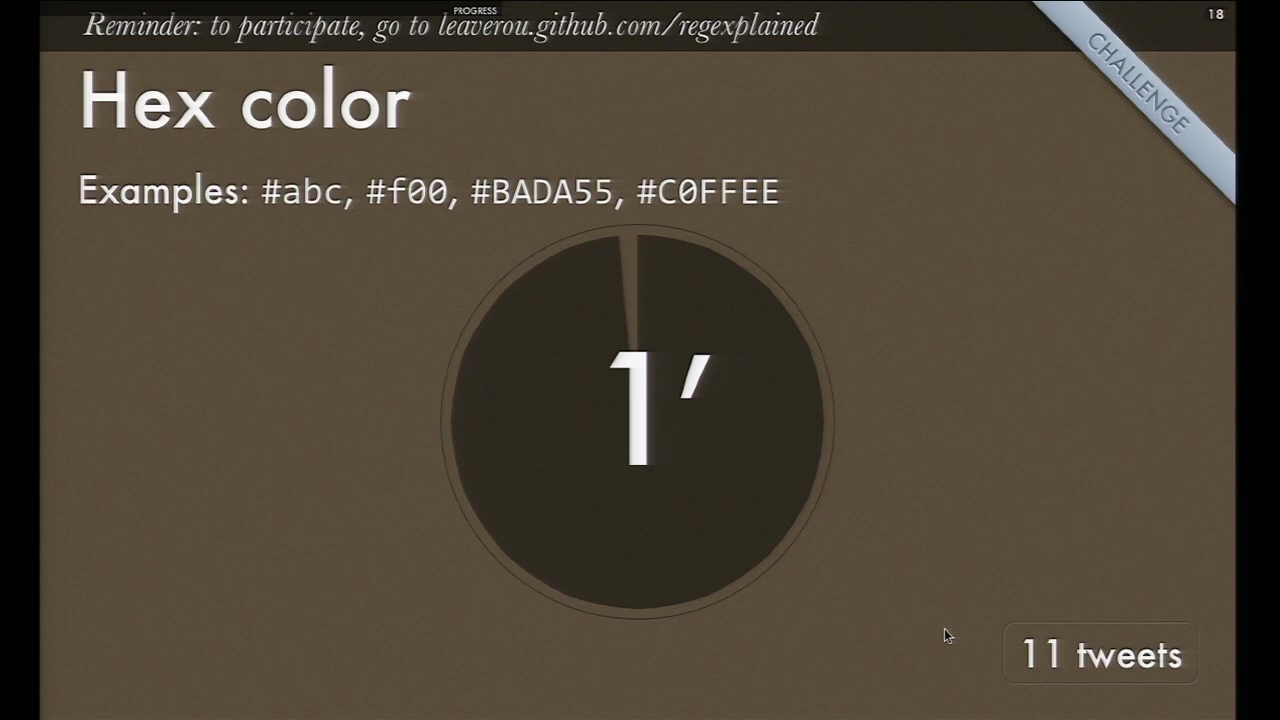 PROGRESS
Reminder: to participate, go to leaverou.github.com/regexplained
18
CHALLENGE
Hex color
Examples: #abc, #f00, #BADA55, #C0FFEE
1′
11 tweets